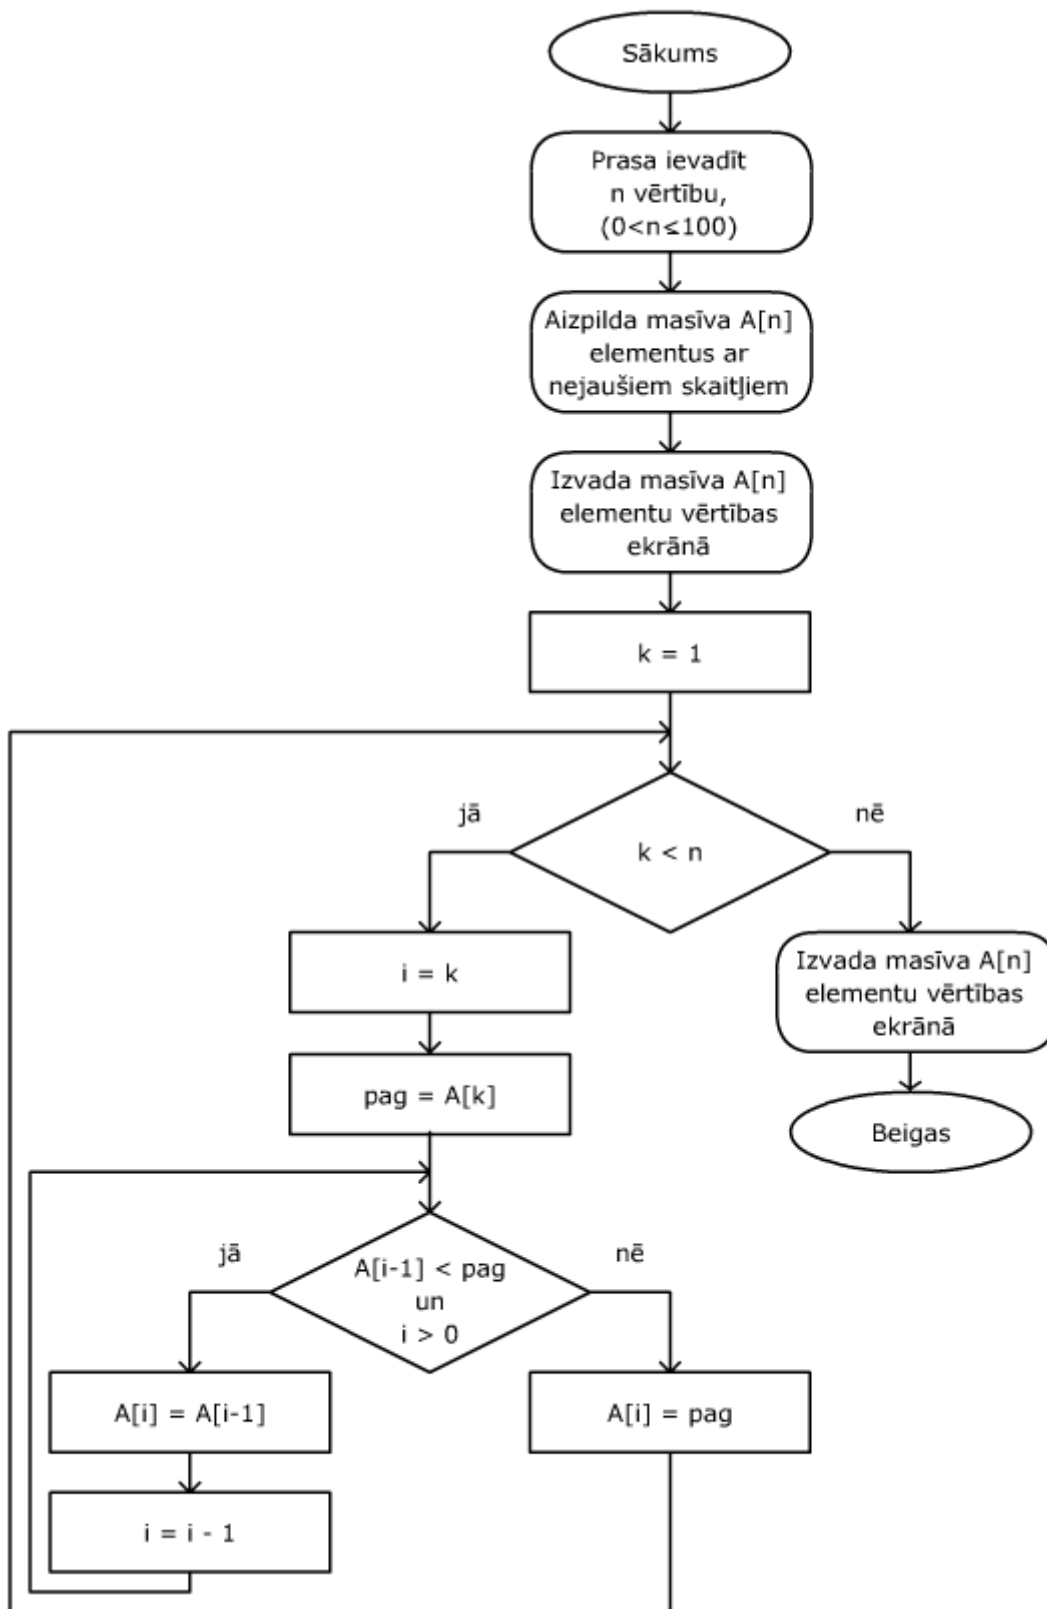 Sākums
Prasa ievadīt
n vērtību,
(0<n≤100)
Aizpilda masīva A[n]
elementus ar
nejaušiem skaitļiem
Izvada masīva A[n]
elementu vērtības
ekrānā
k = 1
jā
k < n
nē
i = k
Izvada masīva A[n]
elementu vērtības
ekrānā
pag = A[k]
Beigas
jā
A[i-1] < pag
un
i > 0
nē
A[i] = A[i-1]
A[i] = pag
i = i - 1